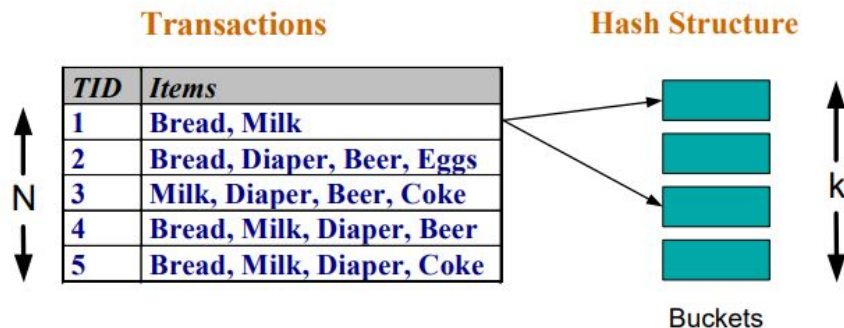 Transactions
Hash Structure
TID Items
1 Bread, Milk
2 Bread, Diaper, Beer, Eggs
3 Milk, Diaper, Beer, Coke
4 Bread, Milk, Diaper, Beer
5 Bread, Milk, Diaper, Coke
N
k
Buckets